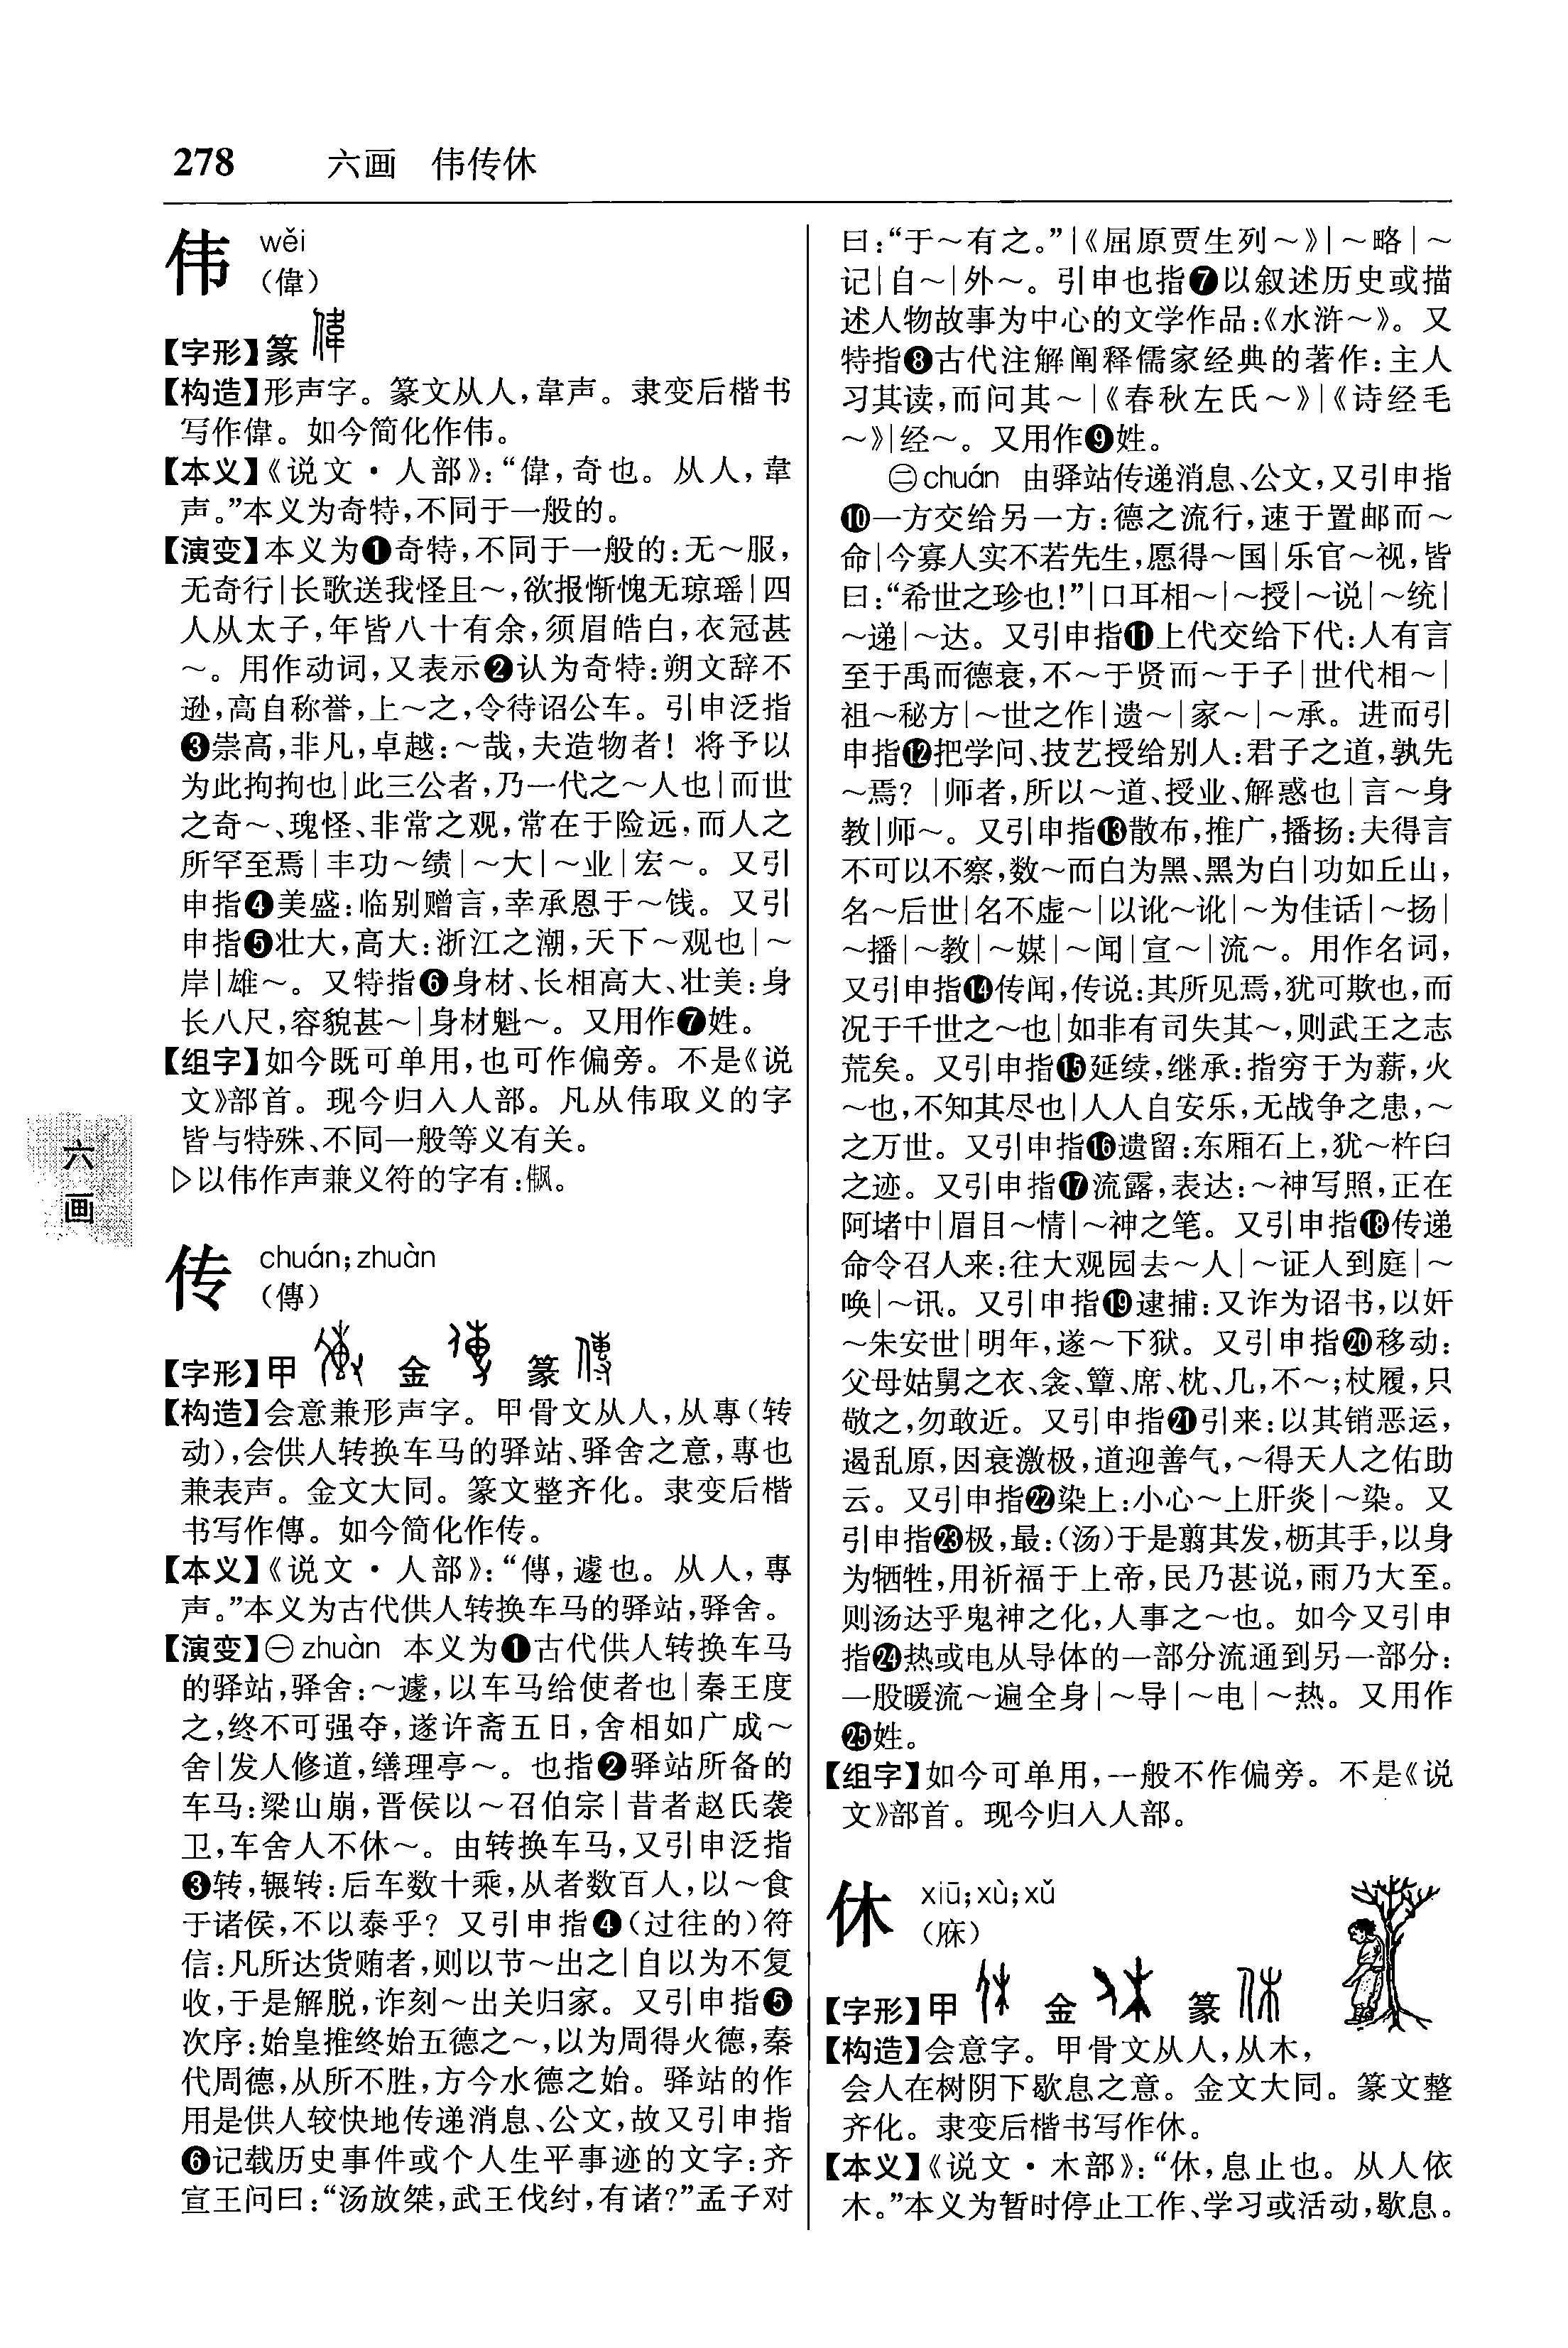 278 六画 伟传休
伟 wěi
（偉）
【字形】篆
【构造】形声字。篆文从人，韋声。隶变后楷书
写作偉。如今简化作伟。
【本义】《说文·人部》：“偉，奇也。从人，韋
声。”本义为奇特，不同于一般的。
【演变】本义为❶奇特，不同于一般的：无～服，
无奇行|长歌送我怪且～，欲报惭愧无琼瑶|四
人从太子，年皆八十有余，须眉皓白，衣冠甚
～。用作动词，又表示❷认为奇特：朔文辞不
逊，高自称誉，上～之，令待诏公车。引申泛指
❸崇高，非凡，卓越：～哉，夫造物者！将予以
为此拘拘也|此三公者，乃一代之～人也|而世
之奇～、瑰怪、非常之观，常在于险远，而人之
所罕至焉|丰功～绩|～大|～业|宏～。又引
申指❹美盛：临别赠言，幸承恩于～饯。又引
申指❺壮大，高大：浙江之潮，天下～观也|～
岸|雄～。又特指❻身材、长相高大、壮美：身
长八尺，容貌甚～|身材魁～。又用作❼姓。
【组字】如今既可单用，也可作偏旁。不是《说
文》部首。现今归入人部。凡从伟取义的字
皆与特殊、不同一般等义有关。
▷以伟作声兼义符的字有：。
六
画
传 chuán；zhuàn
（傳）
【字形】甲 金 篆
【构造】会意兼形声字。甲骨文从人，从專（转
动），会供人转换车马的驿站、驿舍之意，專也
兼表声。金文大同。篆文整齐化。隶变后楷
书写作傳。如今简化作传。
【本义】《说文·人部》：“傳，遽也。从人，專
声。”本义为古代供人转换车马的驿站，驿舍。
【演变】㊀zhuàn 本义为❶古代供人转换车马
的驿站，驿舍：～遽，以车马给使者也|秦王度
之，终不可强夺，遂许斋五日，舍相如广成～
舍|发人修道，缮理亭～。也指❷驿站所备的
车马：梁山崩，晋侯以～召伯宗|昔者赵氏袭
卫，车舍人不休～。由转换车马，又引申泛指
❸转，辗转：后车数十乘，从者数百人，以～食
于诸侯，不以泰乎？又引申指❹（过往的）符
信：凡所达货贿者，则以节～出之|自以为不复
收，于是解脱，诈刻～出关归家。又引申指❺
次序：始皇推终始五德之～，以为周得火德，秦
代周德，从所不胜，方今水德之始。驿站的作
用是供人较快地传递消息、公文，故又引申指
❻记载历史事件或个人生平事迹的文字：齐
宣王问曰：“汤放桀，武王伐纣，有诸？”孟子对
曰：“于～有之。”|《屈原贾生列～》|～略|～
记|自～|外～。引申也指❼以叙述历史或描
述人物故事为中心的文学作品：《水浒～》。又
特指❽古代注解阐释儒家经典的著作：主人
习其读，而问其～|《春秋左氏～》|《诗经毛
～》|经～。又用作❾姓。
㊁chuán 由驿站传递消息、公文，又引申指
❿一方交给另一方：德之流行，速于置邮而～
命|今寡人实不若先生，愿得～国|乐官～视，皆
曰：“希世之珍也！”|口耳相～|～授|～说|～统|
～递|～达。又引申指⓫上代交给下代：人有言
至于禹而德衰，不～于贤而～于子|世代相～|
祖～秘方|～世之作|遗～|家～|～承。进而引
申指⓬把学问、技艺授给别人：君子之道，孰先
～焉？|师者，所以～道、授业、解惑也|言～身
教|师～。又引申指⓭散布，推广，播扬：夫得言
不可以不察，数～而白为黑、黑为白|功如丘山，
名～后世|名不虚～|以讹～讹|～为佳话|～扬|
～播|～教|～媒|～闻|宣～|流～。用作名词，
又引申指⓮传闻，传说：其所见焉，犹可欺也，而
况于千世之～也|如非有司失其～，则武王之志
荒矣。又引申指⓯延续，继承：指穷于为薪，火
～也，不知其尽也|人人自安乐，无战争之患，～
之万世。又引申指⓰遗留：东厢石上，犹～杵臼
之迹。又引申指⓱流露，表达：～神写照，正在
阿堵中|眉目～情|～神之笔。又引申指⓲传递
命令召人来：往大观园去～人|～证人到庭|～
唤|～讯。又引申指⓳逮捕：又诈为诏书，以奸
～朱安世|明年，遂～下狱。又引申指⓴移动：
父母姑舅之衣、衾、簟、席、枕、几，不～；杖履，只
敬之，勿敢近。又引申指㉑引来：以其销恶运，
遏乱原，因衰激极，道迎善气，～得天人之佑助
云。又引申指㉒染上：小心～上肝炎|～染。又
引申指㉓极，最：（汤）于是翦其发，枥其手，以身
为牺牲，用祈福于上帝，民乃甚说，雨乃大至。
则汤达乎鬼神之化，人事之～也。如今又引申
指㉔热或电从导体的一部分流通到另一部分：
一股暖流～遍全身|～导|～电|～热。又用作
㉕姓。
【组字】如今可单用，一般不作偏旁。不是《说
文》部首。现今归入人部。
休 xiū；xù；xǔ
（庥）
【字形】甲 金 篆
【构造】会意字。甲骨文从人，从木，
会人在树阴下歇息之意。金文大同。篆文整
齐化。隶变后楷书写作休。
【本义】《说文·木部》：“休，息止也。从人依
木。”本义为暂时停止工作、学习或活动，歇息。